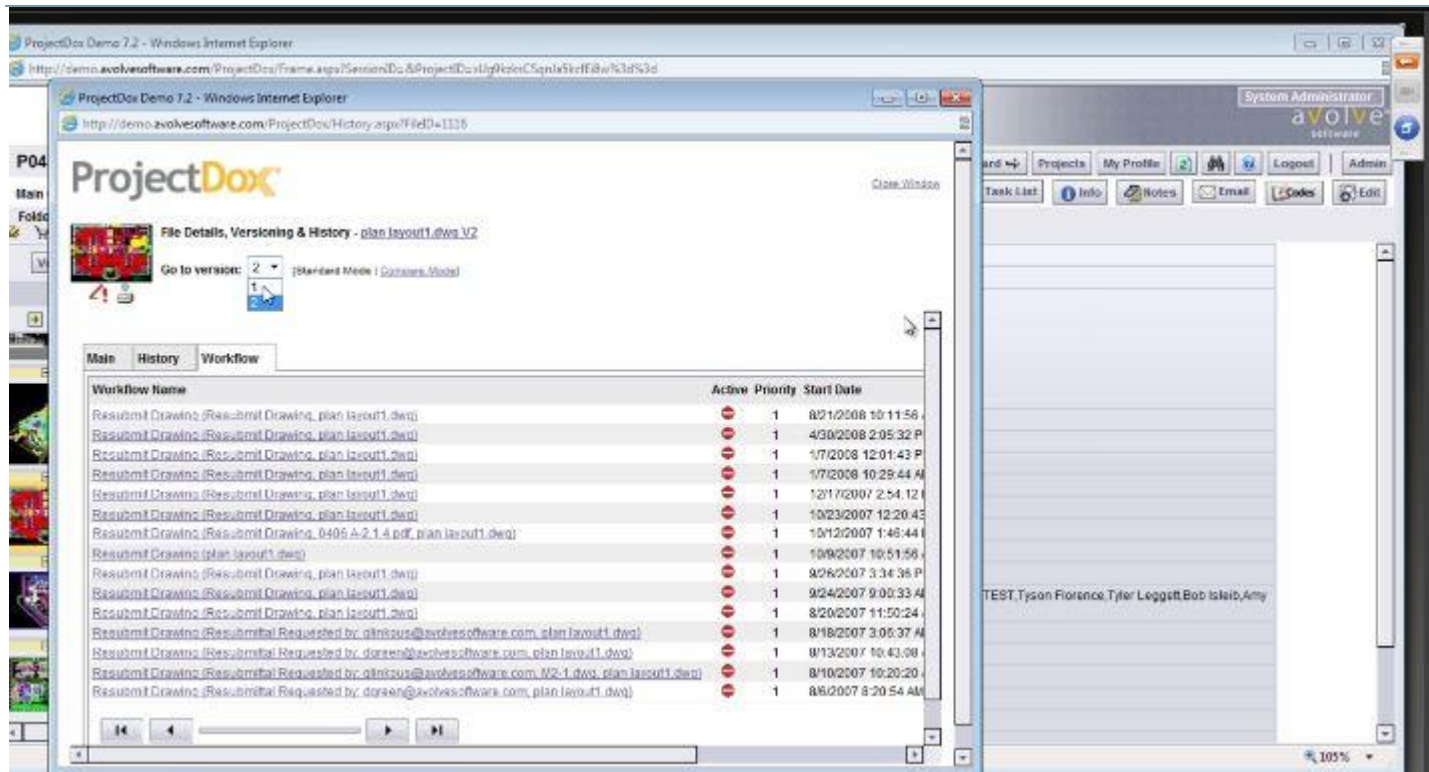 ProjectDox Demo 7.2 - Windows Internet Explorer
ProjectDox Demo 7.2 - Windows Internet Explorer
http://demo.avolvesoftware.com/ProjectDox/History.aspx?FileID=1116
System Administrator
avolve
software
P04
Projects My Profile Logout | Admin
Main
Task List Info Notes Email Codes Edit
ProjectDox
Close Window
File Details, Versioning & History - plan layout1.dwg V2
Go to version: 2 [Standard Mode | Compare Mode]
1
2
Main History Workflow
Workflow Name Active Priority Start Date
Resubmit Drawing (Resubmit Drawing, plan layout1.dwg) 1 8/21/2008 10:11:56
Resubmit Drawing (Resubmit Drawing, plan layout1.dwg) 1 4/30/2008 2:05:32 P
Resubmit Drawing (Resubmit Drawing, plan layout1.dwg) 1 1/7/2008 12:01:43 P
Resubmit Drawing (Resubmit Drawing, plan layout1.dwg) 1 1/7/2008 10:29:44 AM
Resubmit Drawing (Resubmit Drawing, plan layout1.dwg) 1 12/17/2007 2:54:12
Resubmit Drawing (Resubmit Drawing, plan layout1.dwg) 1 10/23/2007 12:20:43
Resubmit Drawing (Resubmit Drawing, 0406 A-2.1.4.pdf, plan layout1.dwg) 1 10/12/2007 1:46:44
Resubmit Drawing (plan layout1.dwg) 1 10/9/2007 10:51:56
Resubmit Drawing (Resubmit Drawing, plan layout1.dwg) 1 9/26/2007 3:34:36 P
Resubmit Drawing (Resubmit Drawing, plan layout1.dwg) 1 9/24/2007 9:00:33 AM
Resubmit Drawing (Resubmit Drawing, plan layout1.dwg) 1 8/20/2007 11:50:24
Resubmit Drawing (Resubmittal Requested by: glinkous@avolvesoftware.com, plan layout1.dwg) 1 8/18/2007 3:06:37 AM
Resubmit Drawing (Resubmittal Requested by: doreen@avolvesoftware.com, plan layout1.dwg) 1 8/13/2007 10:43:08
Resubmit Drawing (Resubmittal Requested by: glinkous@avolvesoftware.com, M2-1.dwg, plan layout1.dwg) 1 8/10/2007 10:20:20
Resubmit Drawing (Resubmittal Requested by: doreen@avolvesoftware.com, plan layout1.dwg) 1 8/6/2007 8:20:54 AM
TEST,Tyson Florence,Tyler Leggett,Bob Isleib,Amy
105%